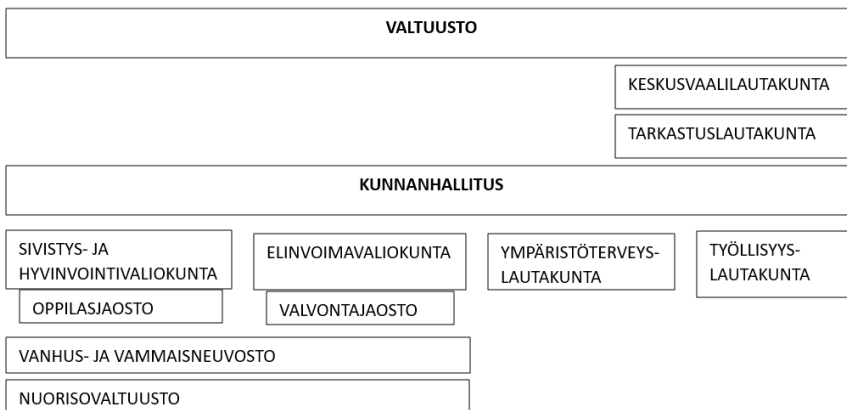 VALTUUSTO
KESKUSVAALILAUTAKUNTA
TARKASTUSLAUTAKUNTA
KUNNANHALLITUS
SIVISTYS- JA
HYVINVOINTIVALIOKUNTA
OPPILASJAOSTO
ELINVOIMAVALIOKUNTA
VALVONTAJAOSTO
YMPÄRISTÖTERVEYS-
LAUTAKUNTA
TYÖLLISYYS-
LAUTAKUNTA
VANHUS- JA VAMMAISNEUVOSTO
NUORISOVALTUUSTO